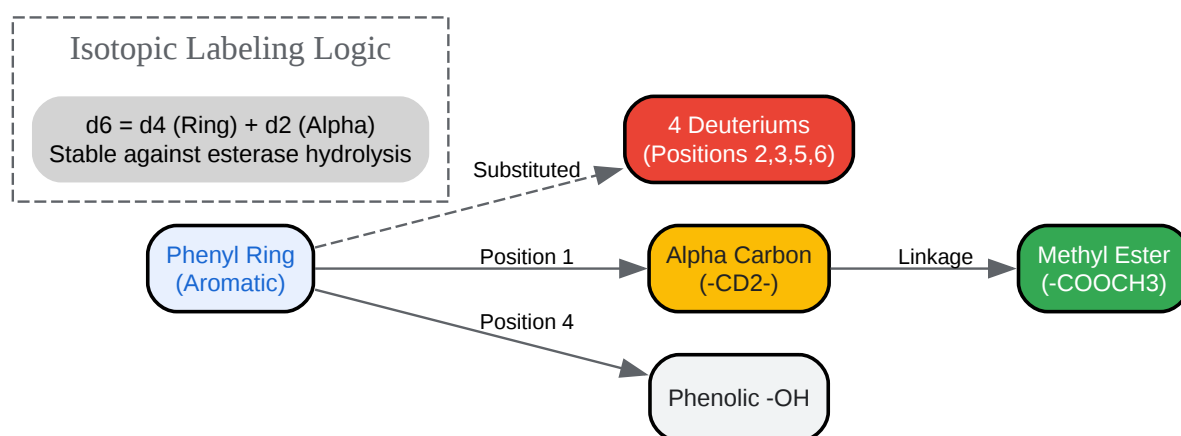 Isotopic Labeling Logic
d6 = d4 (Ring) + d2 (Alpha)
Stable against esterase hydrolysis
4 Deuteriums
(Positions 2,3,5,6)
Substituted
Phenyl Ring
(Aromatic)
Position 1
Alpha Carbon
(-CD2-)
Linkage
Methyl Ester
(-COOCH3)
Position 4
Phenolic -OH